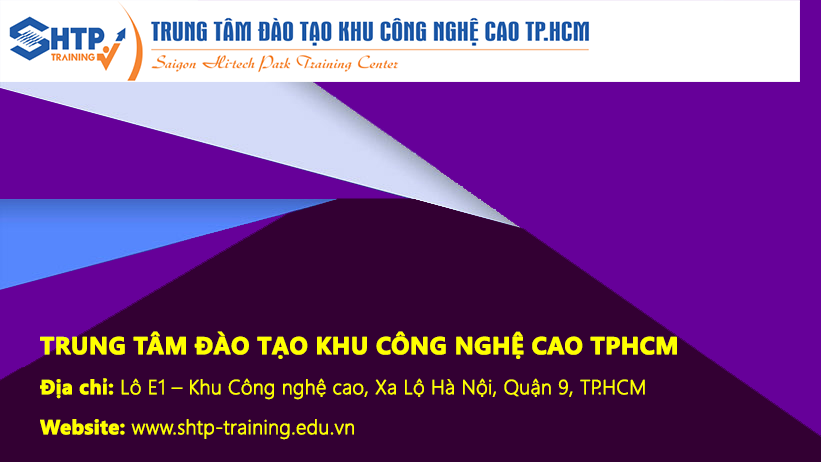 SHTP
TRAINING
TRUNG TÂM ĐÀO TẠO KHU CÔNG NGHỆ CAO TP.HCM
Saigon Hi-tech Park Training Center
TRUNG TÂM ĐÀO TẠO KHU CÔNG NGHỆ CAO TPHCM
Địa chỉ: Lô E1 – Khu Công nghệ cao, Xa Lộ Hà Nội, Quận 9, TP.HCM
Website: www.shtp-training.edu.vn